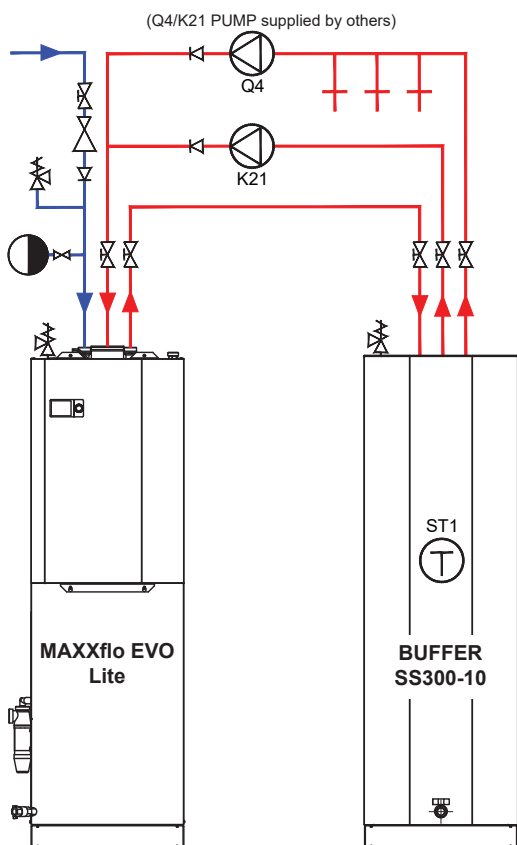 (Q4/K21 PUMP supplied by others)
Q4
K21
ST1
T
MAXXflo EVO
Lite
BUFFER
SS300-10